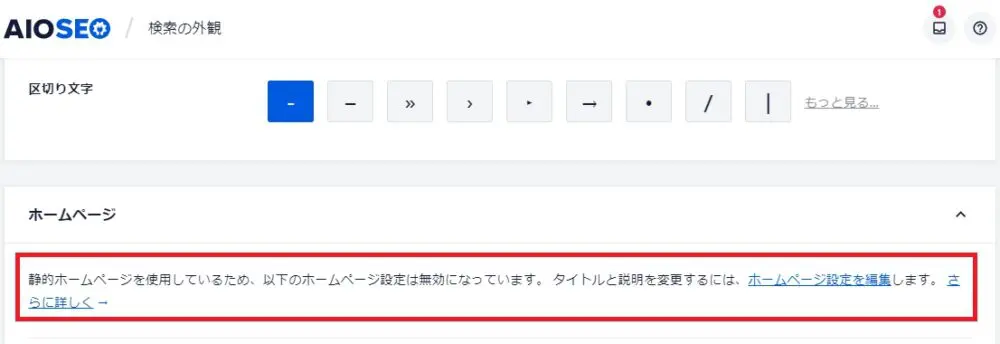 AIOSEO / 検索の外観
1
区切り文字
- – » › ‣ → • / | もっと見る...
ホームページ
静的ホームページを使用しているため、以下のホームページ設定は無効になっています。 タイトルと説明を変更するには、ホームページ設定を編集します。 さ
らに詳しく →